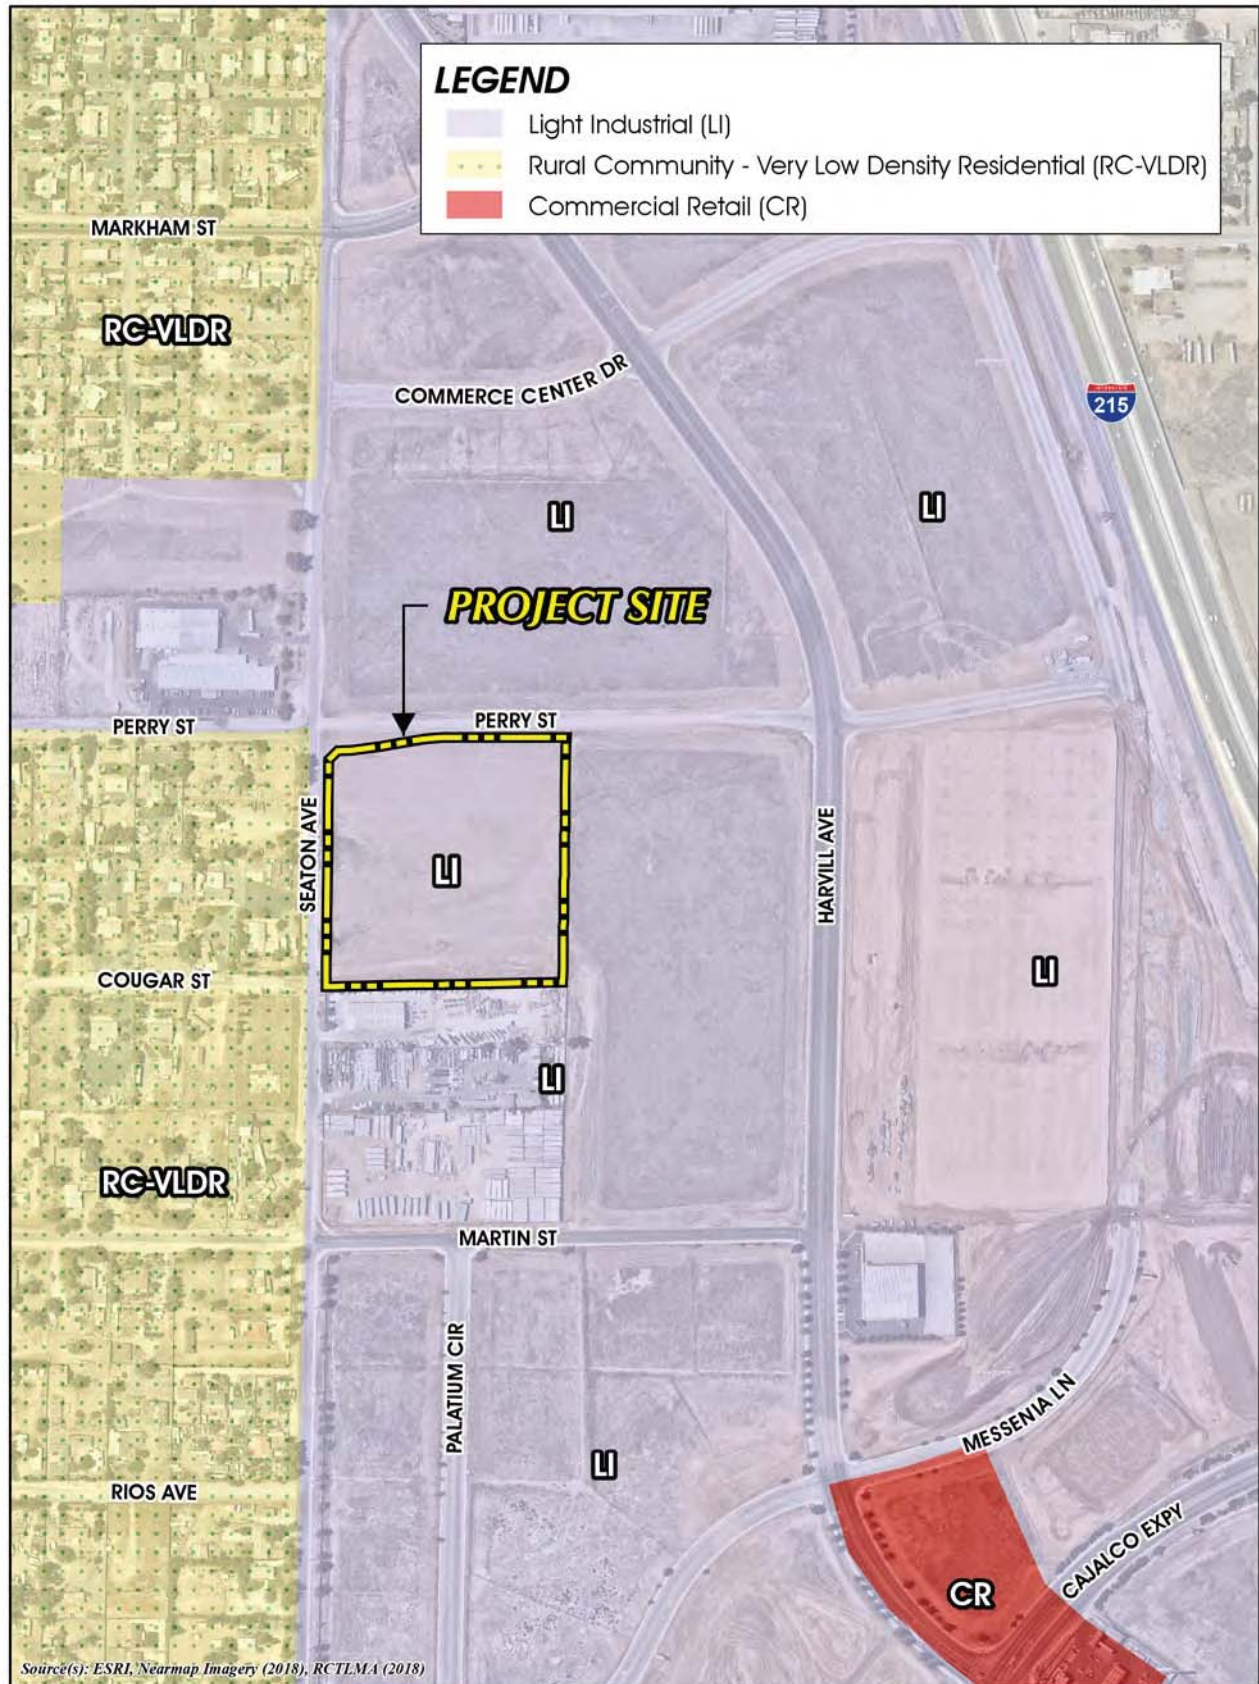 LEGEND
Light Industrial (LI)
Rural Community - Very Low Density Residential (RC-VLDR)
Commercial Retail (CR)
MARKHAM ST
RC-VLDR
COMMERCE CENTER DR
INTERSTATE
215
LI
LI
PROJECT SITE
PERRY ST
PERRY ST
SEATON AVE
LI
HARVILL AVE
COUGAR ST
LI
LI
RC-VLDR
MARTIN ST
PALATIUM CIR
MESSENIA LN
LI
RIOS AVE
CAJALCO EXPY
CR
Source(s): ESRI, Nearmap Imagery (2018), RCTLMA (2018)